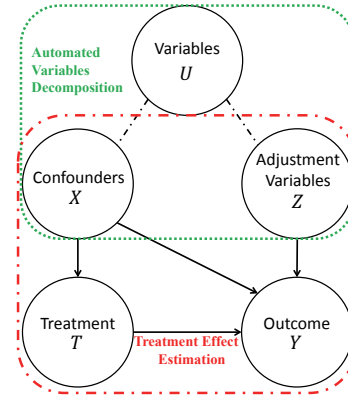 Automated
Variables
Decomposition
Variables
U
Confounders
X
Adjustment
Variables
Z
Treatment
T
Treatment Effect
Estimation
Outcome
Y